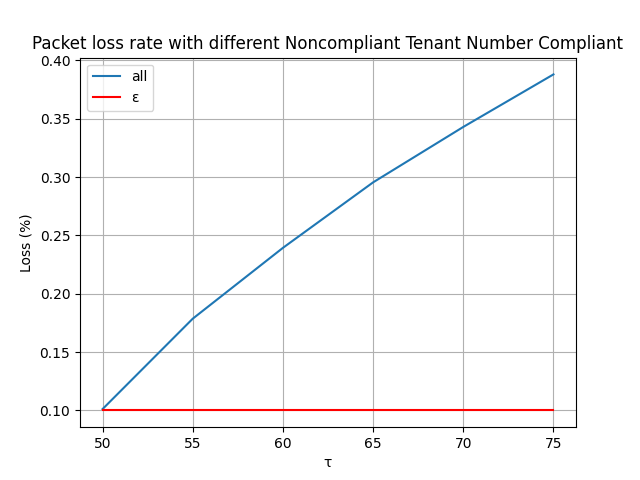 Packet loss rate with different Noncompliant Tenant Number Compliant
all
ε
0.40
0.35
0.30
0.25
0.20
0.15
0.10
Loss (%)
50 55 60 65 70 75
τ